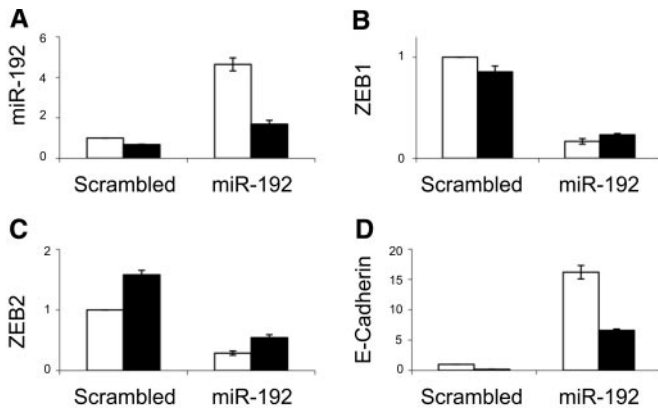 A
miR-192
6
4
2
0
Scrambled miR-192
B
ZEB1
1
0
Scrambled miR-192
C
ZEB2
2
1
0
Scrambled miR-192
D
E-Cadherin
20
15
10
5
0
Scrambled miR-192